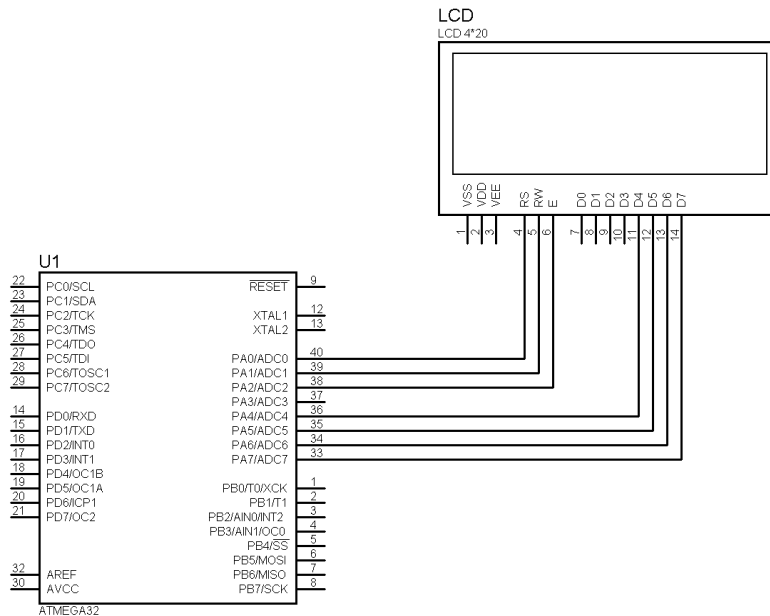 LCD
LCD 4*20
VSS
VDD
VEE
RS
RW
E
D0
D1
D2
D3
D4
D5
D6
D7
1
2
3
4
5
6
7
8
9
10
11
12
13
14
U1
22 PC0/SCL
23 PC1/SDA
24 PC2/TCK
25 PC3/TMS
26 PC4/TDO
27 PC5/TDI
28 PC6/TOSC1
29 PC7/TOSC2
14 PD0/RXD
15 PD1/TXD
16 PD2/INT0
17 PD3/INT1
18 PD4/OC1B
19 PD5/OC1A
20 PD6/ICP1
21 PD7/OC2
32 AREF
30 AVCC
RESET 9
XTAL1 12
XTAL2 13
PA0/ADC0 40
PA1/ADC1 39
PA2/ADC2 38
PA3/ADC3 37
PA4/ADC4 36
PA5/ADC5 35
PA6/ADC6 34
PA7/ADC7 33
PB0/T0/XCK 1
PB1/T1 2
PB2/AIN0/INT2 3
PB3/AIN1/OC0 4
PB4/SS 5
PB5/MOSI 6
PB6/MISO 7
PB7/SCK 8
ATMEGA32